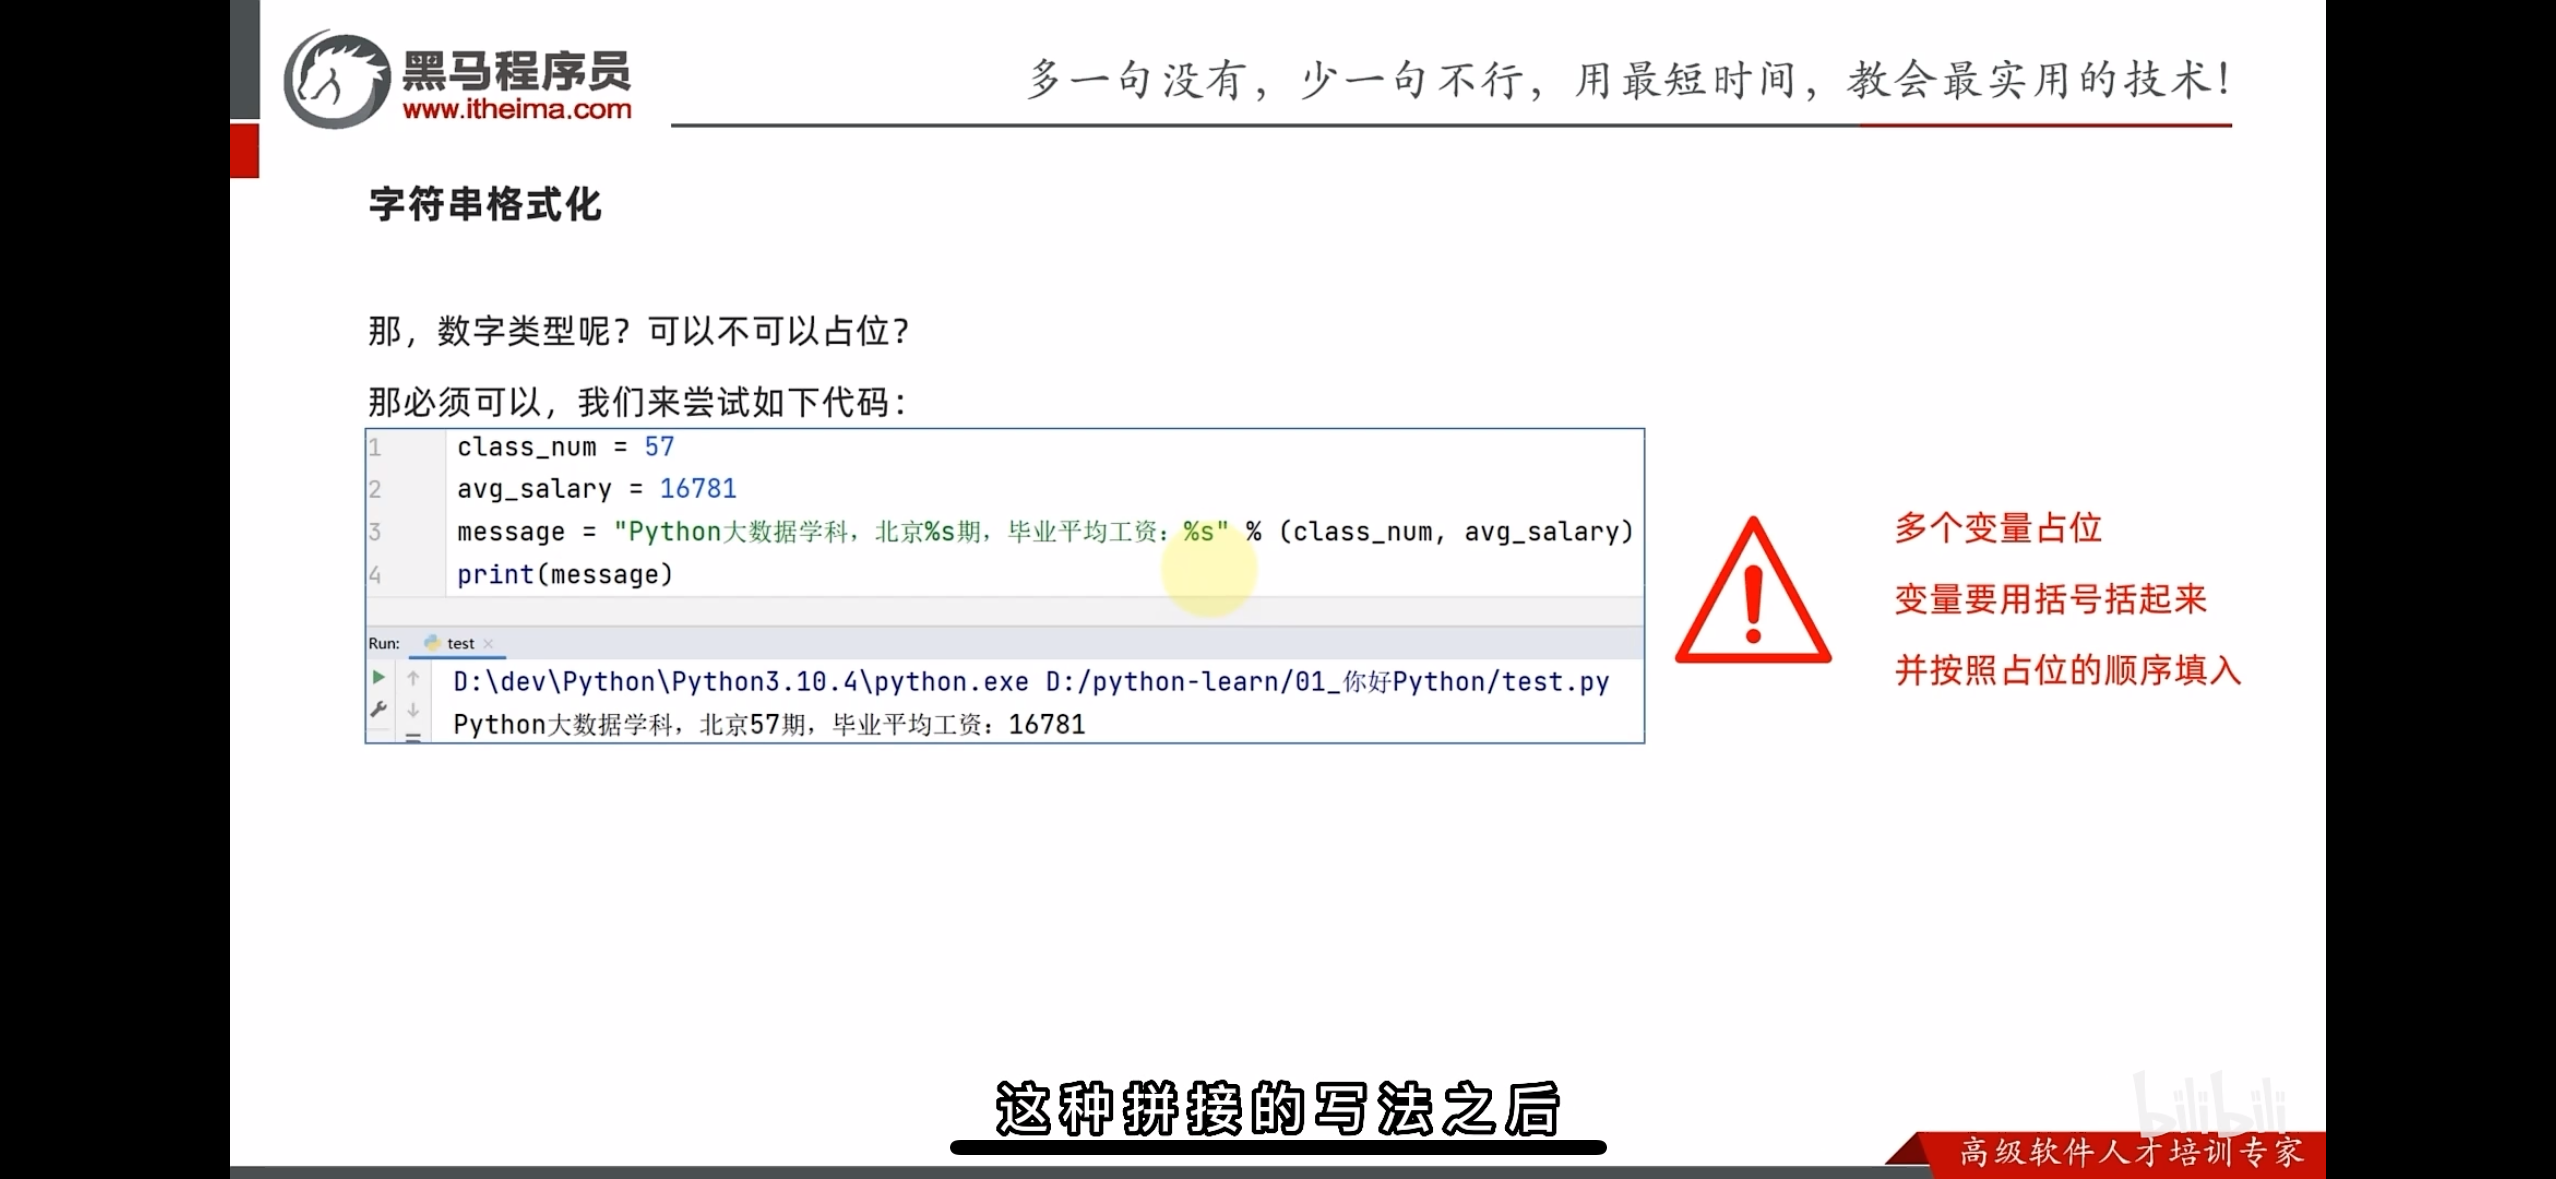 黑马程序员
www.itheima.com
多一句没有，少一句不行，用最短时间，教会最实用的技术！
字符串格式化
那，数字类型呢？可以不可以占位？
那必须可以，我们来尝试如下代码：
1 class_num = 57
2 avg_salary = 16781
3 message = "Python大数据学科，北京%s期，毕业平均工资：%s" % (class_num, avg_salary)
4 print(message)
Run: test
D:\dev\Python\Python3.10.4\python.exe D:/python-learn/01_你好Python/test.py
Python大数据学科，北京57期，毕业平均工资：16781
多个变量占位
变量要用括号括起来
并按照占位的顺序填入
这种拼接的写法之后
bilibili
高级软件人才培训专家